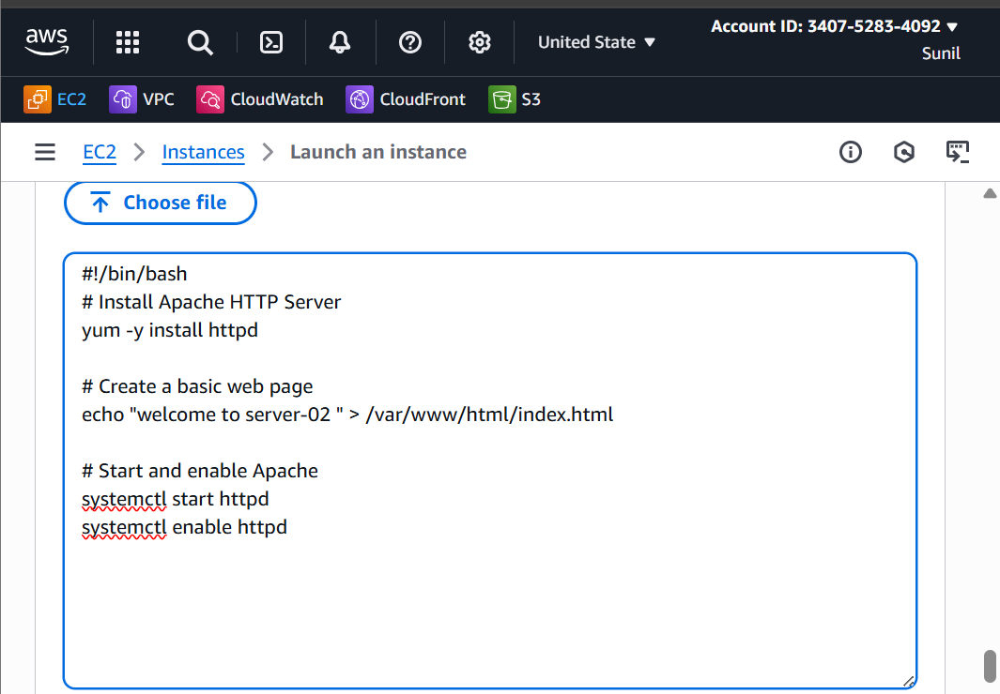 aws
United State
Account ID: 3407-5283-4092
Sunil
EC2
VPC
CloudWatch
CloudFront
S3
EC2
Instances
Launch an instance
Choose file
#!/bin/bash
# Install Apache HTTP Server
yum -y install httpd
# Create a basic web page
echo "welcome to server-02 " > /var/www/html/index.html
# Start and enable Apache
systemctl start httpd
systemctl enable httpd